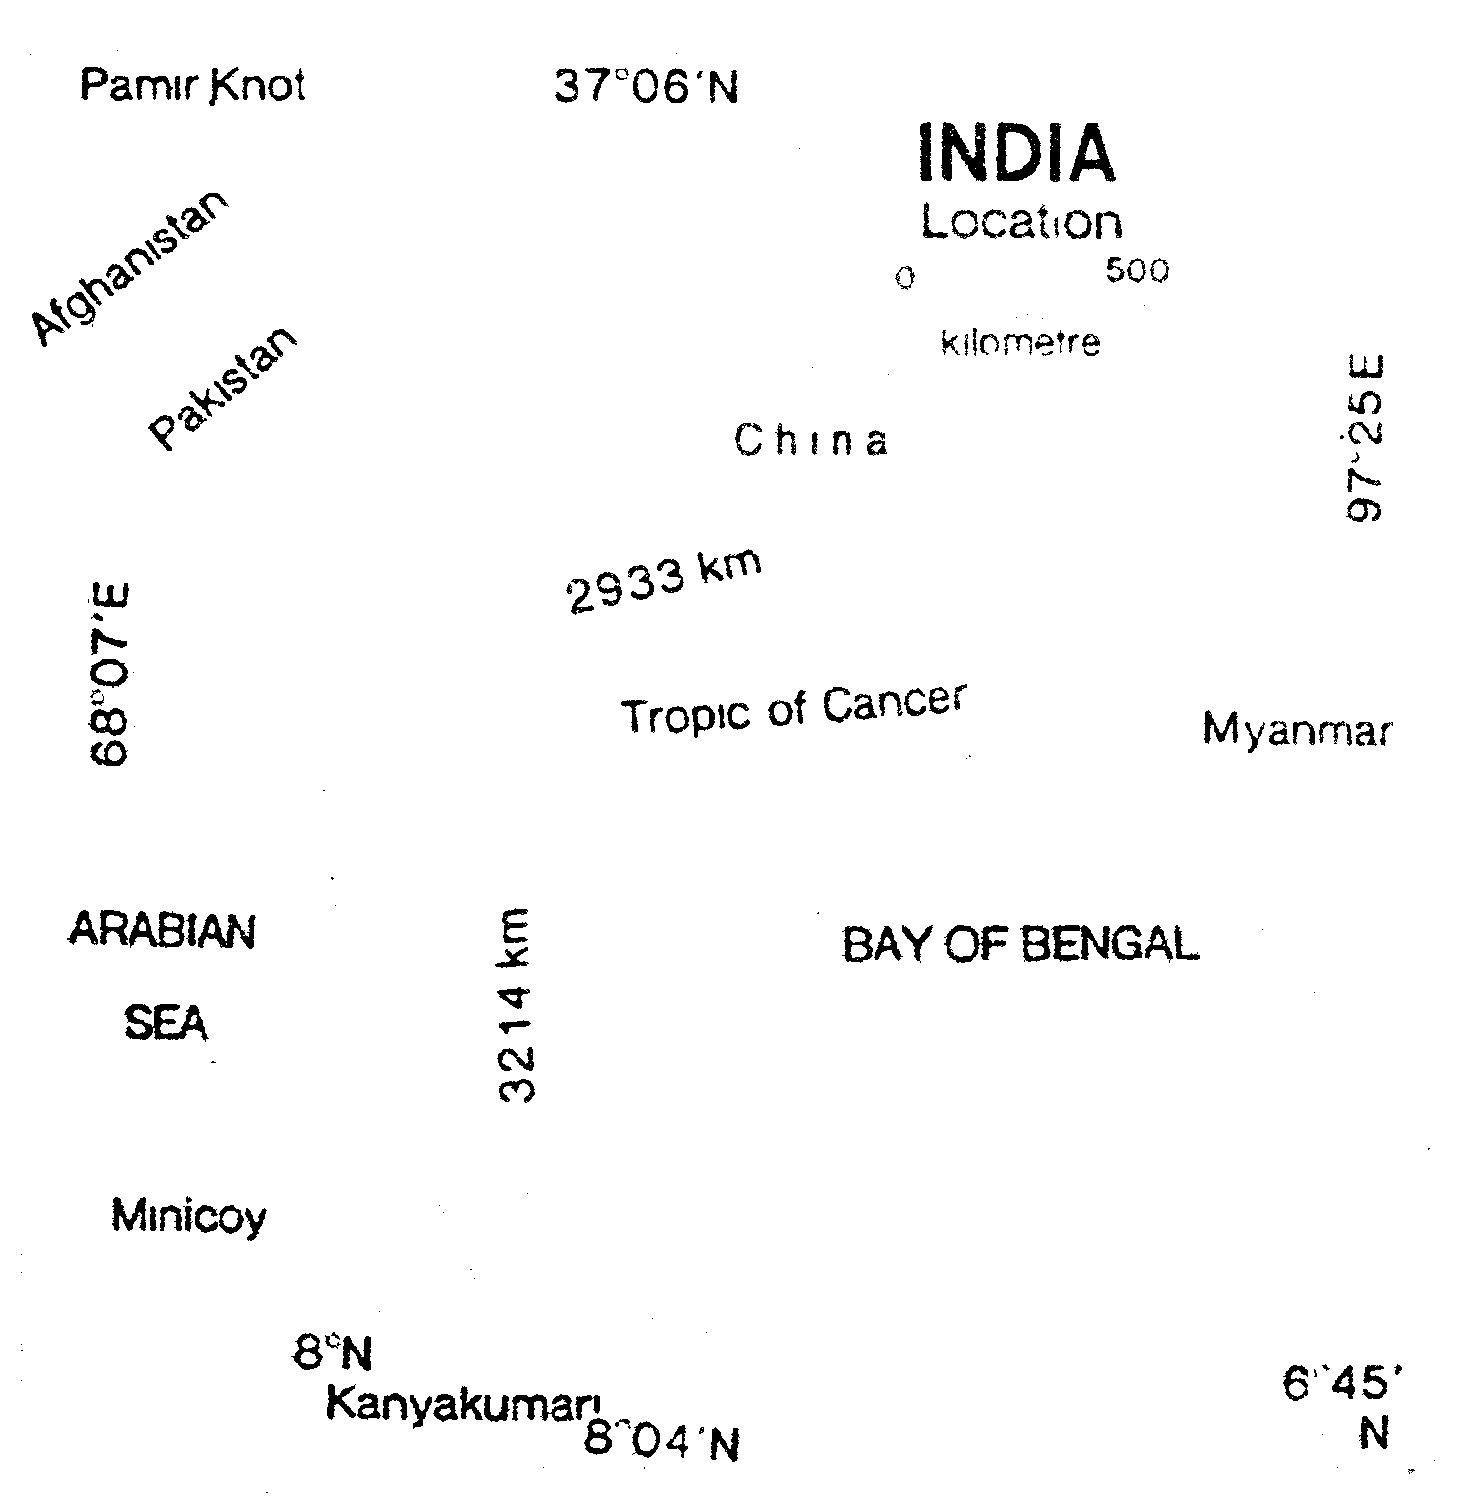 Pamir Knot
37°06'N
INDIA
Location
0 500
kilometre
Afghanistan
Pakistan
China
97°25E
2933 km
68°07'E
Tropic of Cancer
Myanmar
ARABIAN
SEA
3214 km
BAY OF BENGAL
Minicoy
8°N
Kanyakumari
8°04'N
6°45'
N